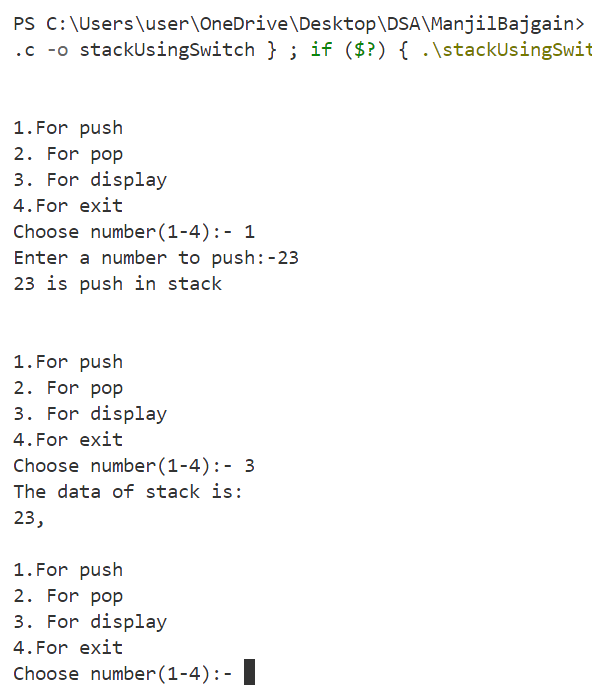 PS C:\Users\user\OneDrive\Desktop\DSA\ManjilBajgain>
.c -o stackUsingSwitch } ; if ($?) { .\stackUsingSwit
1.For push
2. For pop
3. For display
4.For exit
Choose number(1-4):- 1
Enter a number to push:-23
23 is push in stack
1.For push
2. For pop
3. For display
4.For exit
Choose number(1-4):- 3
The data of stack is:
23,
1.For push
2. For pop
3. For display
4.For exit
Choose number(1-4):-